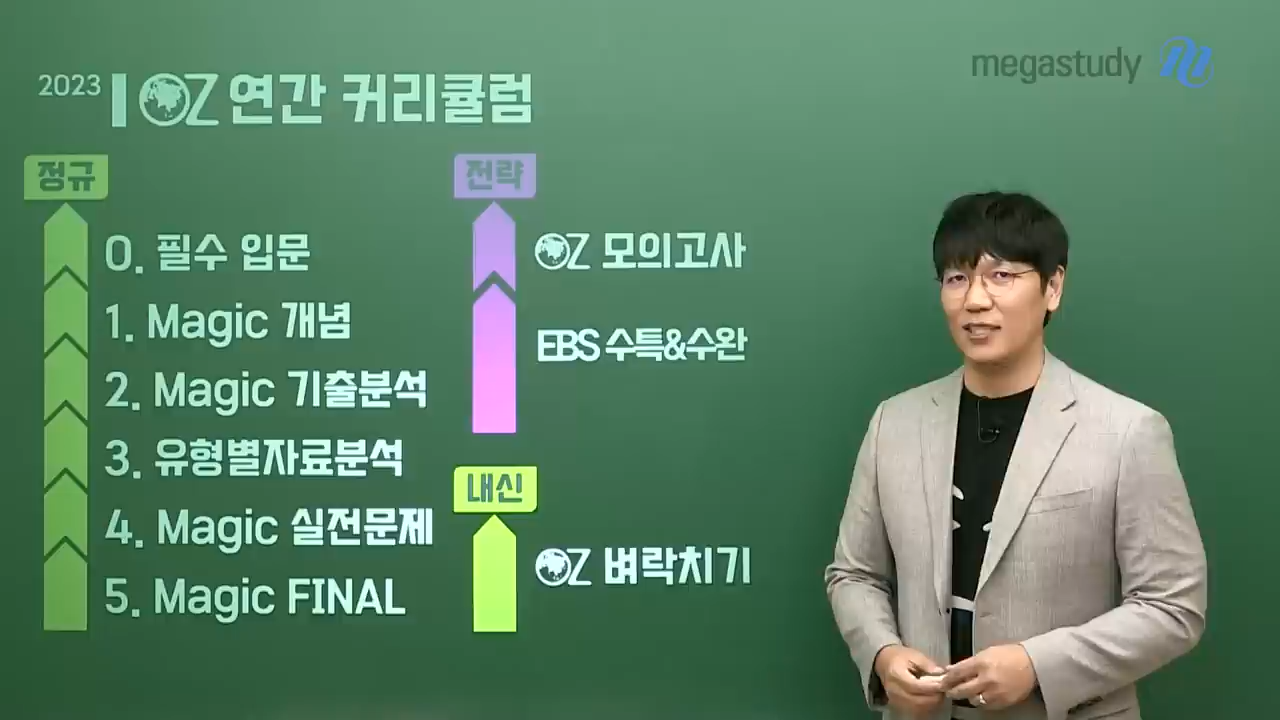 2023 OZ 연간 커리큘럼
megastudy
정규
0. 필수 입문
1. Magic 개념
2. Magic 기출분석
3. 유형별자료분석
4. Magic 실전문제
5. Magic FINAL
전략
OZ 모의고사
EBS 수특&수완
내신
OZ 벼락치기